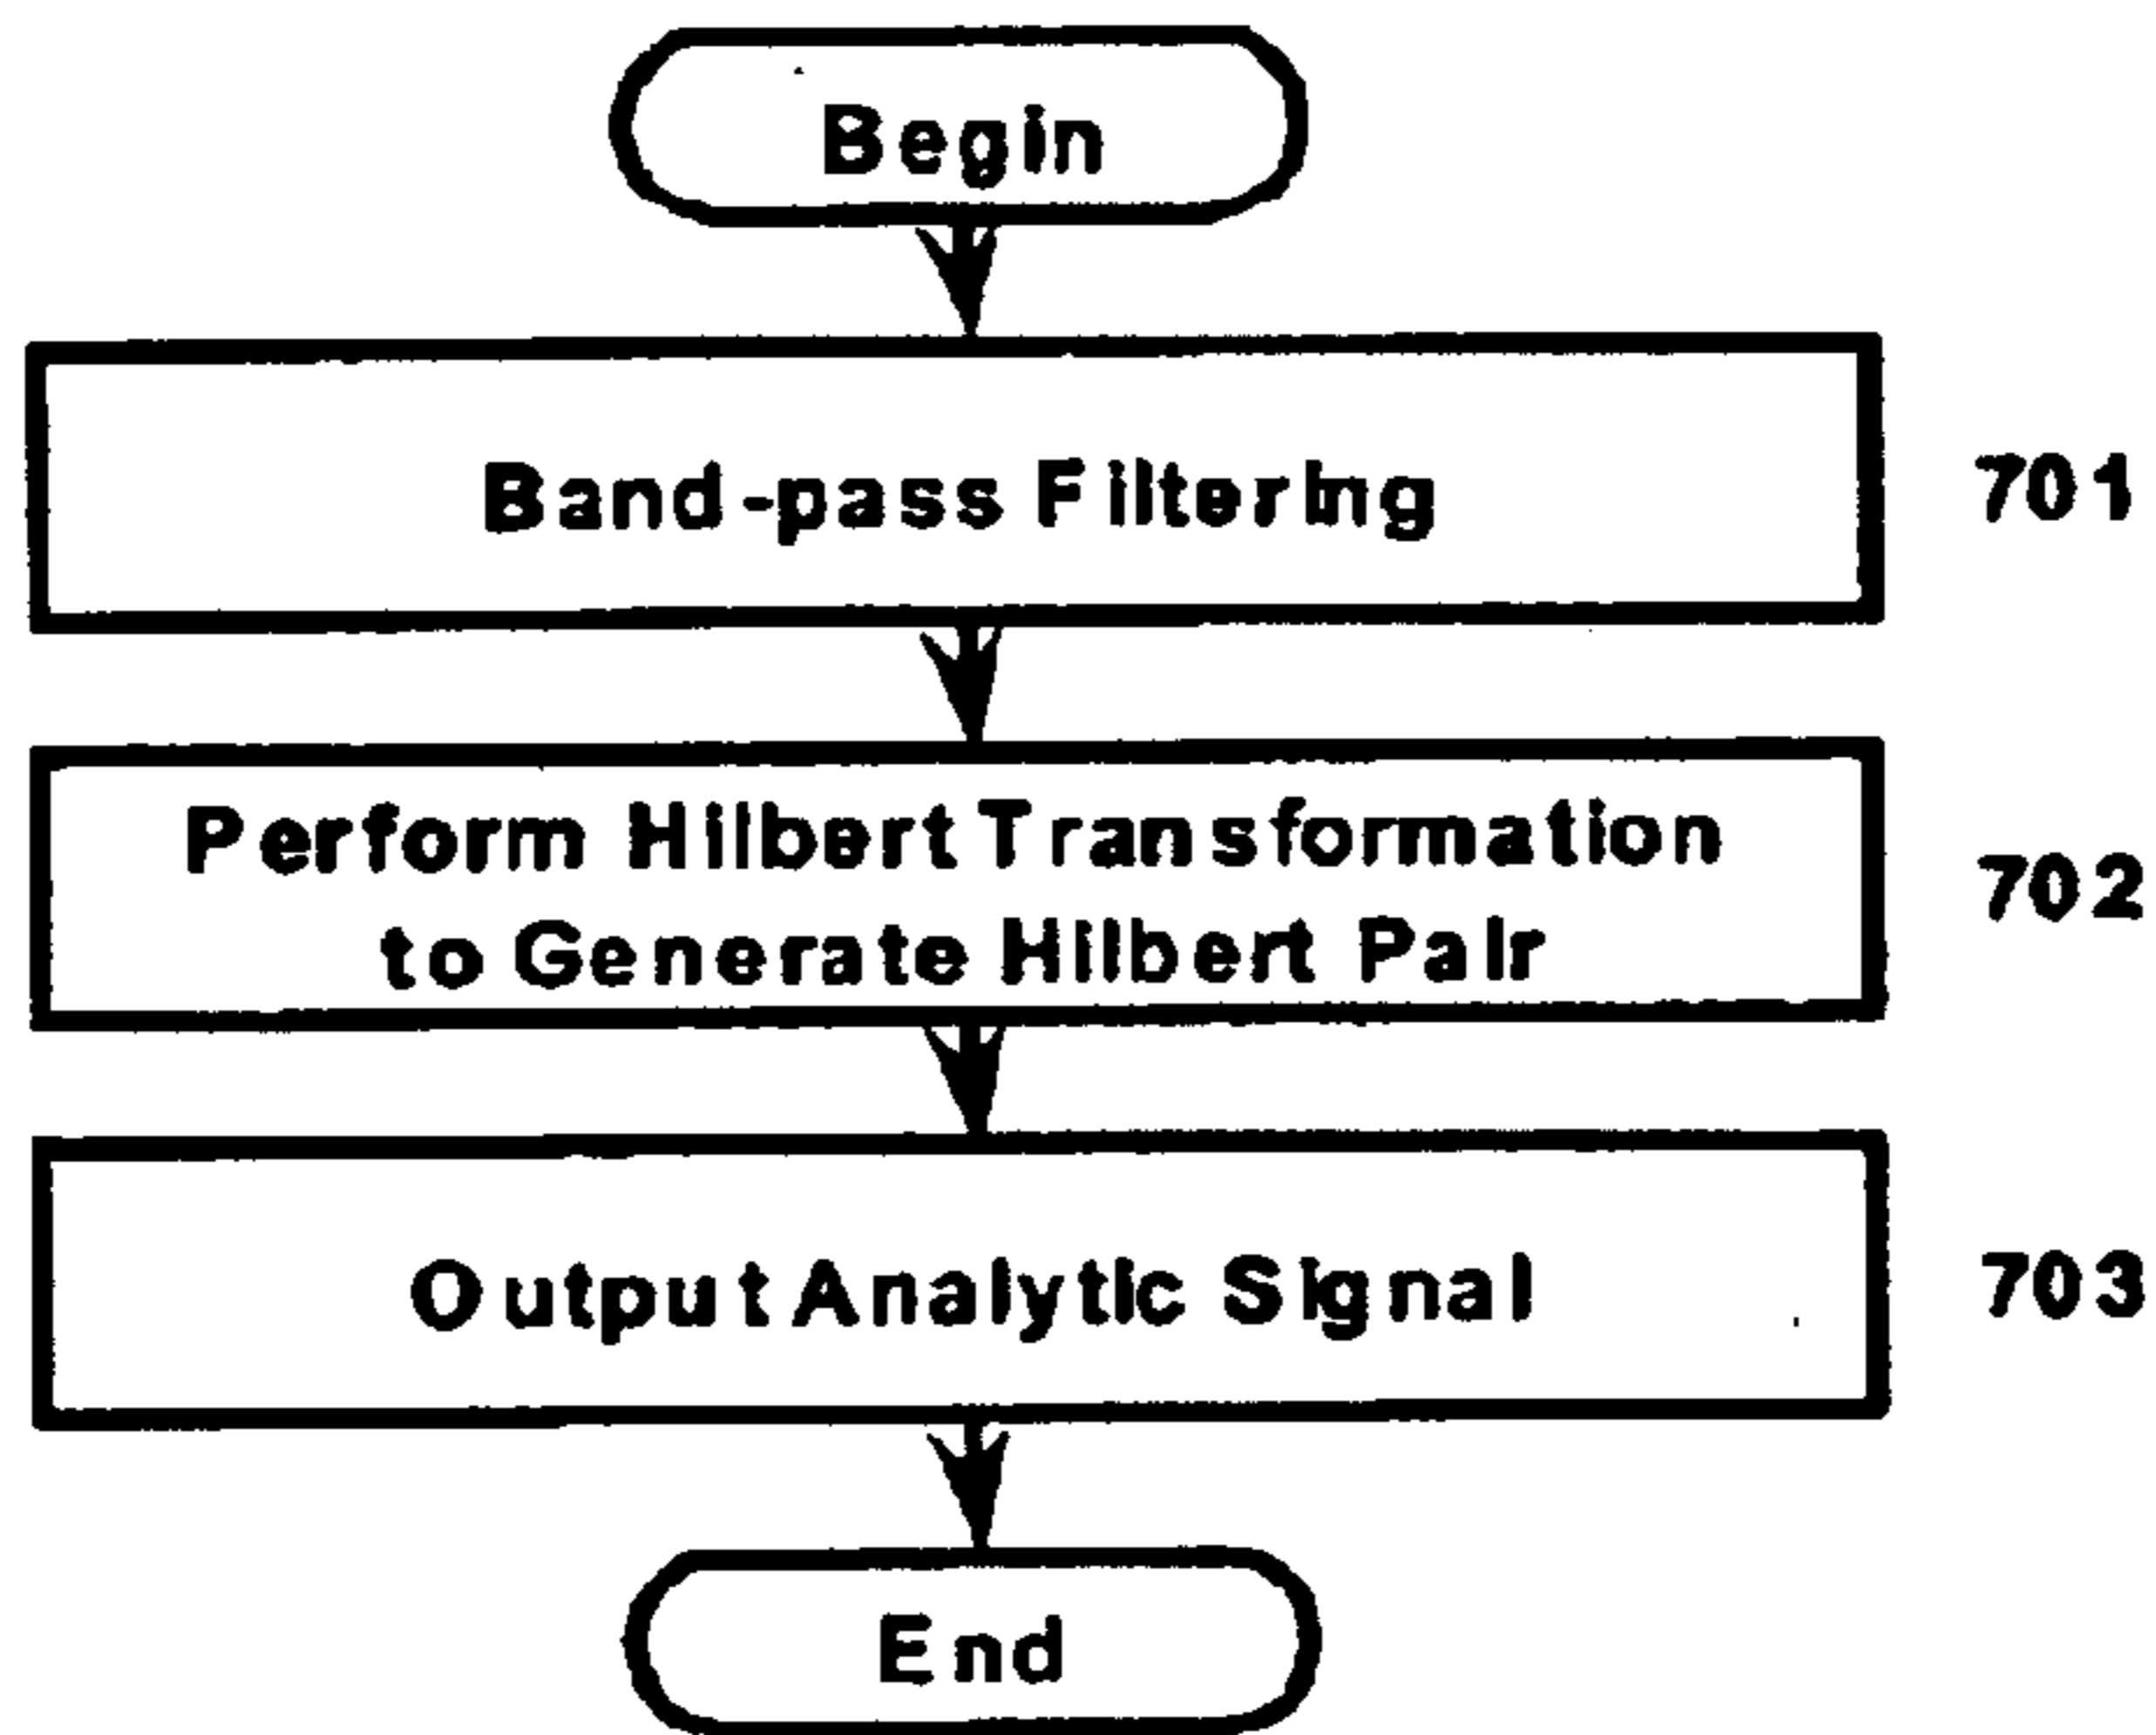 Begin
Band-pass Filtering
701
Perform Hilbert Transformation
to Generate Hilbert Pair
702
Output Analytic Signal
703
End